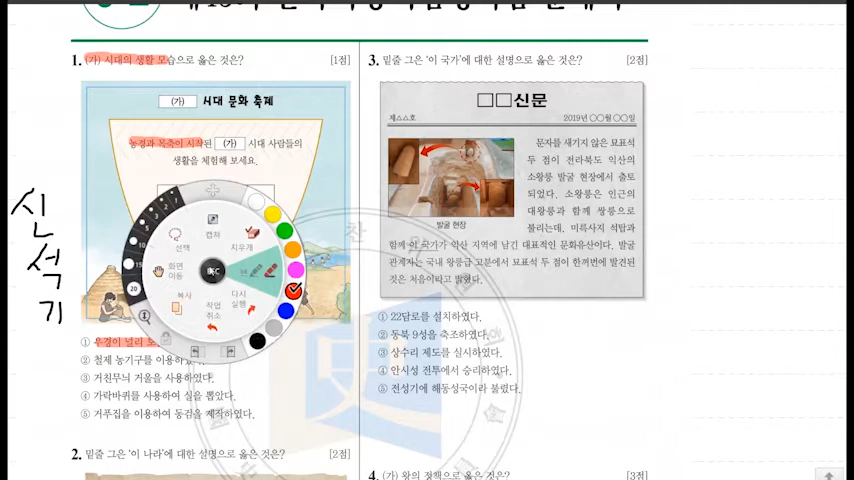 1. (가) 시대의 생활 모습으로 옳은 것은? [1점]
(가) 시대 문화 축제
농경과 목축이 시작된 (가) 시대 사람들의
생활을 체험해 보세요.
신석기
캡처
지우개
선택
화면
이동
ESC
펜
복사
작업
취소
다시
실행
1
2
3
5
10
15
20
① 우경이 널리
② 철제 농기구를
③ 거친무늬 거울을 사용하였다.
④ 가락바퀴를 사용하여 실을 뽑았다.
⑤ 거푸집을 이용하여 동검을 제작하였다.
2. 밑줄 그은 '이 나라'에 대한 설명으로 옳은 것은? [2점]
3. 밑줄 그은 '이 국가'에 대한 설명으로 옳은 것은? [2점]
□□신문
제△△호 2019년 ○○월 ○○일
문자를 새기지 않은 묘표석
두 점이 전라북도 익산의
소왕릉 발굴 현장에서 출토
되었다. 소왕릉은 인근의
대왕릉과 함께 쌍릉으로
불리는데, 미륵사지 석탑과
발굴 현장
함께 이 국가가 익산 지역에 남긴 대표적인 문화유산이다. 발굴
관계자는 국내 왕릉급 고분에서 묘표석 두 점이 한꺼번에 발견된
것은 처음이라고 밝혔다.
① 22담로를 설치하였다.
② 동북 9성을 축조하였다.
③ 상수리 제도를 실시하였다.
④ 안시성 전투에서 승리하였다.
⑤ 전성기에 해동성국이라 불렸다.
4. (가) 왕의 정책으로 옳은 것은? [3점]